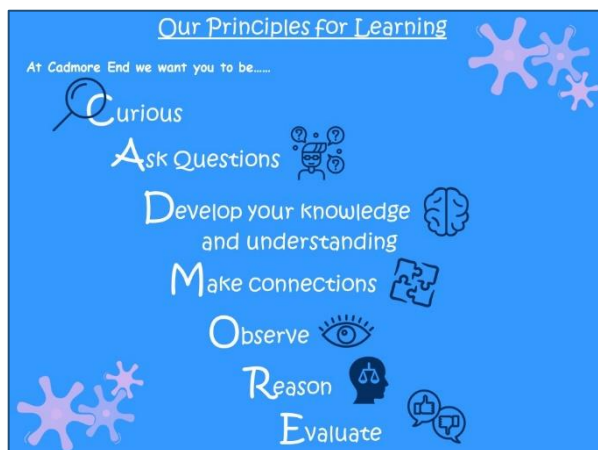 Our Principles for Learning
At Cadmore End we want you to be......
Curious
Ask Questions
Develop your knowledge
and understanding
Make connections
Observe
Reason
Evaluate